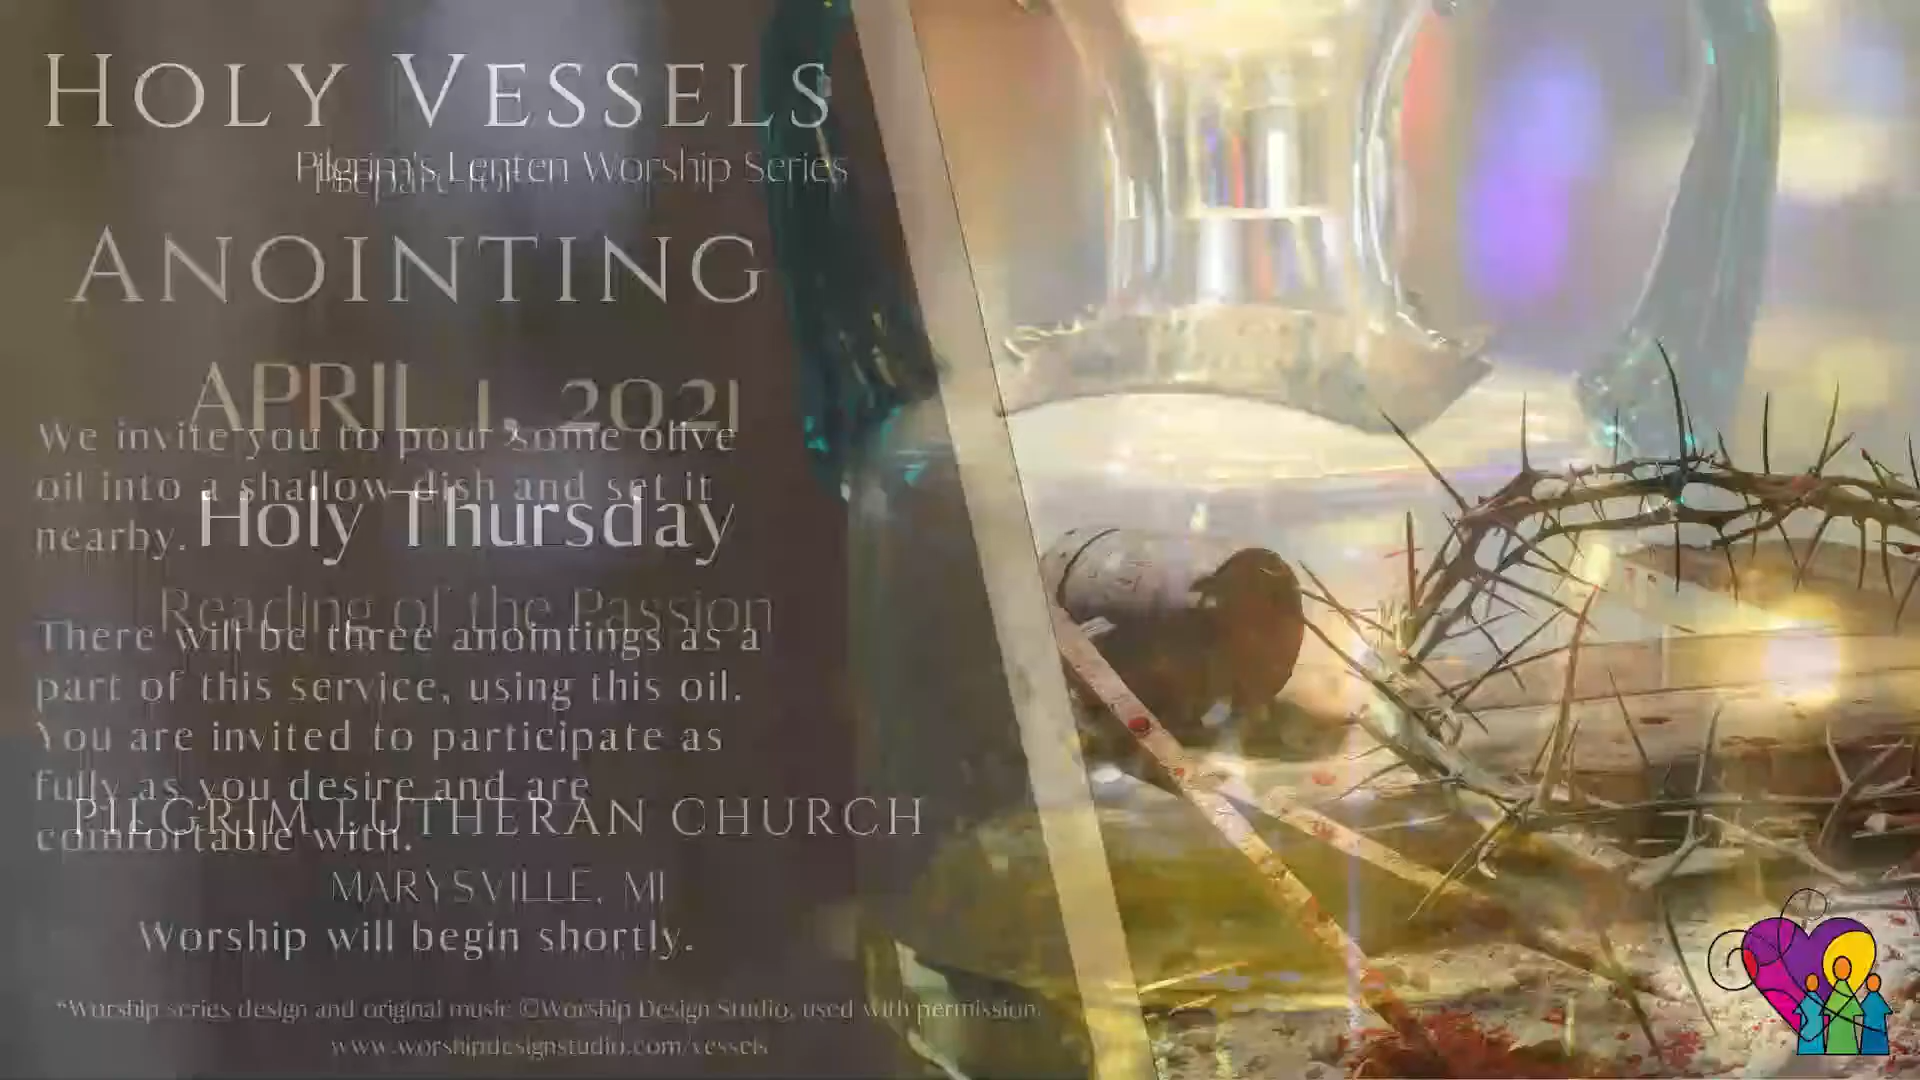 HOLY VESSELS
Pilgrim's Lenten Worship Series
Prepare for
ANOINTING
APRIL 1, 2021
We invite you to pour some olive
oil into a shallow dish and set it
nearby.
Holy Thursday
Reading of the Passion
There will be three anointings as a
part of this service, using this oil.
You are invited to participate as
fully as you desire and are
comfortable with.
PILGRIM LUTHERAN CHURCH
MARYSVILLE, MI
Worship will begin shortly.
*Worship series design and original music ©Worship Design Studio, used with permission.
www.worshipdesignstudio.com/vessels